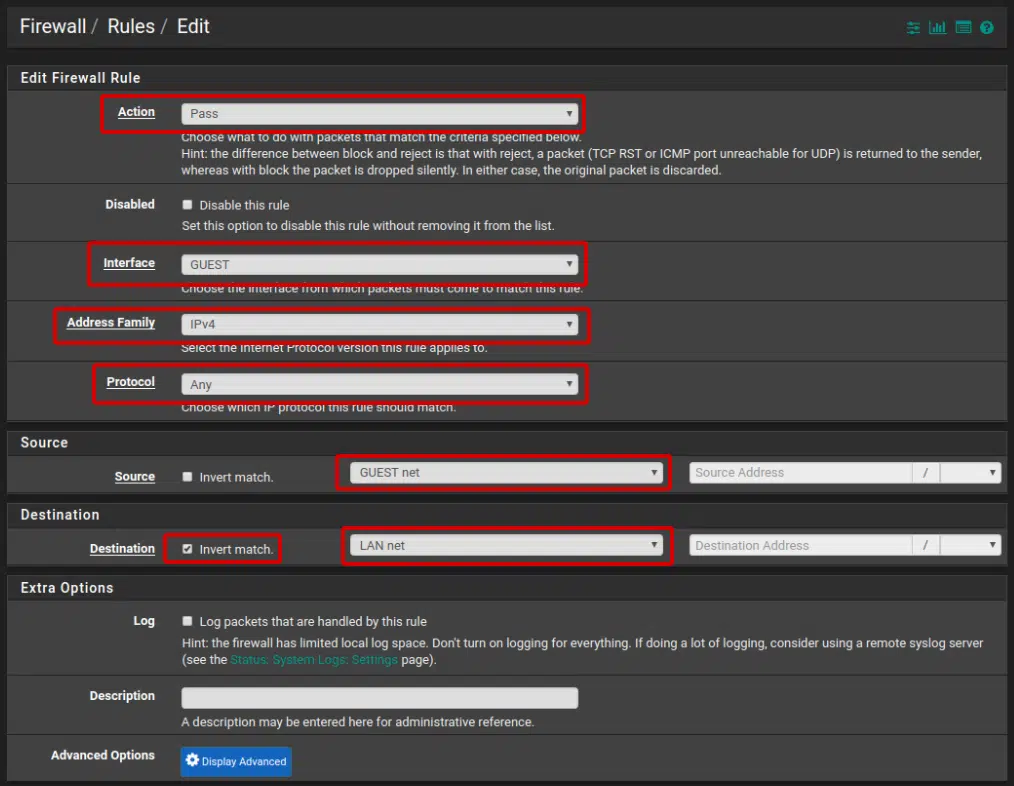 Firewall / Rules / Edit
Edit Firewall Rule
Action
Pass
Choose what to do with packets that match the criteria specified below.
Hint: the difference between block and reject is that with reject, a packet (TCP RST or ICMP port unreachable for UDP) is returned to the sender,
whereas with block the packet is dropped silently. In either case, the original packet is discarded.
Disabled
Disable this rule
Set this option to disable this rule without removing it from the list.
Interface
GUEST
Choose the interface from which packets must come to match this rule.
Address Family
IPv4
Select the Internet Protocol version this rule applies to.
Protocol
Any
Choose which IP protocol this rule should match.
Source
Source
Invert match.
GUEST net
Source Address
/
Destination
Destination
Invert match.
LAN net
Destination Address
/
Extra Options
Log
Log packets that are handled by this rule
Hint: the firewall has limited local log space. Don't turn on logging for everything. If doing a lot of logging, consider using a remote syslog server
(see the Status: System Logs: Settings page).
Description
A description may be entered here for administrative reference.
Advanced Options
Display Advanced